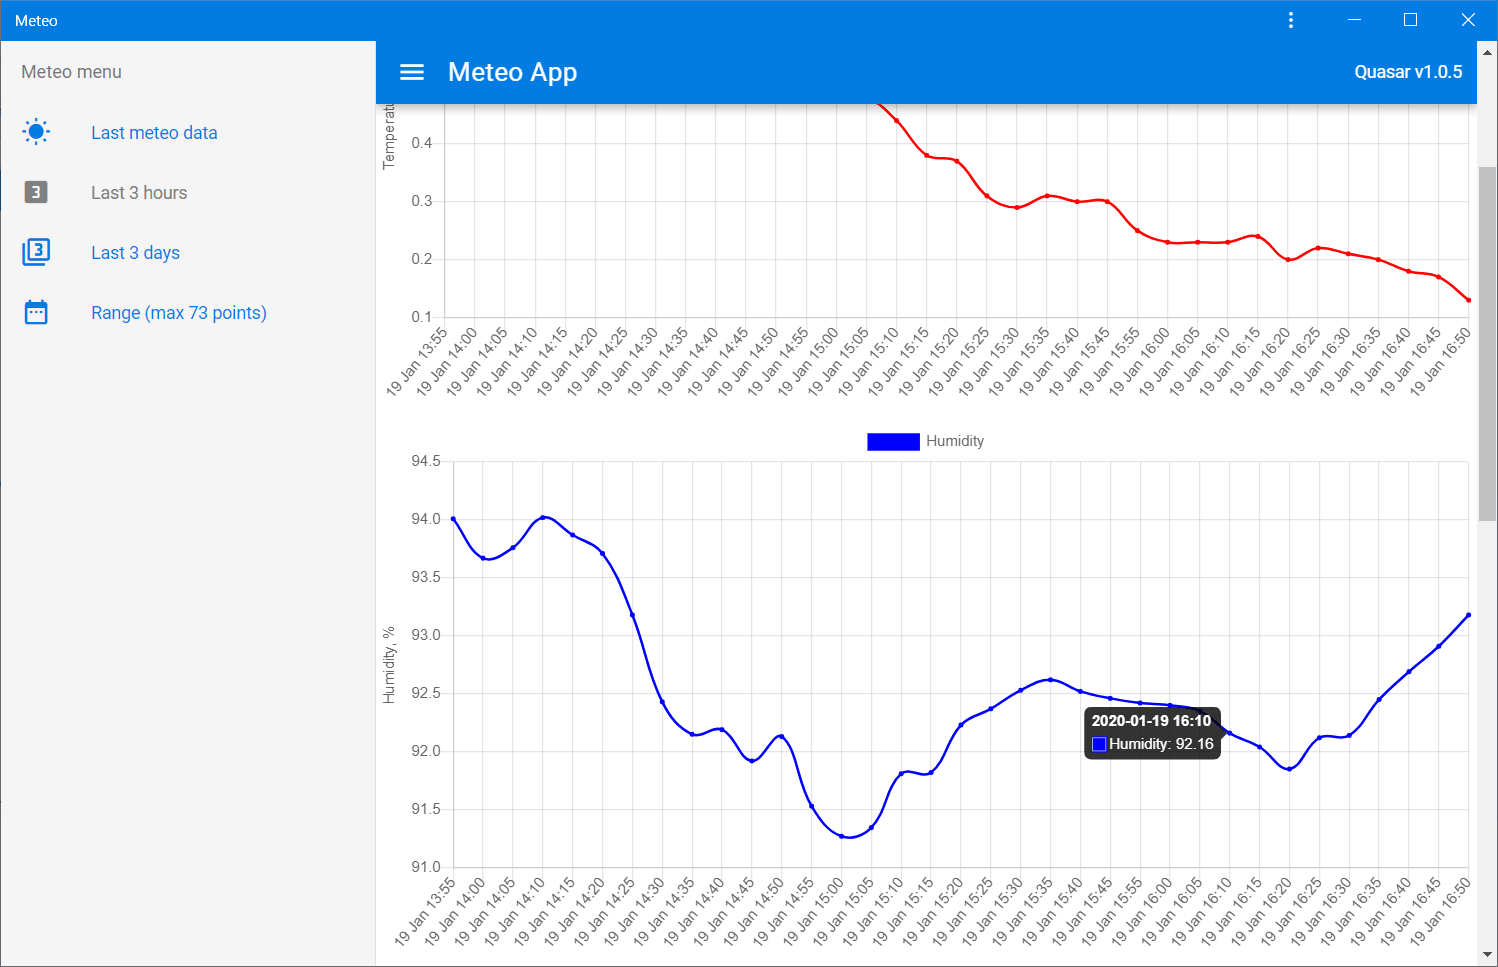 Meteo
Meteo menu
Last meteo data
3 Last 3 hours
3 Last 3 days
Range (max 73 points)
Meteo App
Quasar v1.0.5
0.4
0.3
0.2
0.1
19 Jan 13:55
19 Jan 14:00
19 Jan 14:05
19 Jan 14:10
19 Jan 14:15
19 Jan 14:20
19 Jan 14:25
19 Jan 14:30
19 Jan 14:35
19 Jan 14:40
19 Jan 14:45
19 Jan 14:50
19 Jan 14:55
19 Jan 15:00
19 Jan 15:05
19 Jan 15:10
19 Jan 15:15
19 Jan 15:20
19 Jan 15:25
19 Jan 15:30
19 Jan 15:35
19 Jan 15:40
19 Jan 15:45
19 Jan 15:55
19 Jan 16:00
19 Jan 16:05
19 Jan 16:10
19 Jan 16:15
19 Jan 16:20
19 Jan 16:25
19 Jan 16:30
19 Jan 16:35
19 Jan 16:40
19 Jan 16:45
19 Jan 16:50
Humidity
Humidity, %
94.5
94.0
93.5
93.0
92.5
92.0
91.5
91.0
2020-01-19 16:10
Humidity: 92.16
19 Jan 13:55
19 Jan 14:00
19 Jan 14:05
19 Jan 14:10
19 Jan 14:15
19 Jan 14:20
19 Jan 14:25
19 Jan 14:30
19 Jan 14:35
19 Jan 14:40
19 Jan 14:45
19 Jan 14:50
19 Jan 14:55
19 Jan 15:00
19 Jan 15:05
19 Jan 15:10
19 Jan 15:15
19 Jan 15:20
19 Jan 15:25
19 Jan 15:30
19 Jan 15:35
19 Jan 15:40
19 Jan 15:45
19 Jan 15:55
19 Jan 16:00
19 Jan 16:05
19 Jan 16:10
19 Jan 16:15
19 Jan 16:20
19 Jan 16:25
19 Jan 16:30
19 Jan 16:35
19 Jan 16:40
19 Jan 16:45
19 Jan 16:50